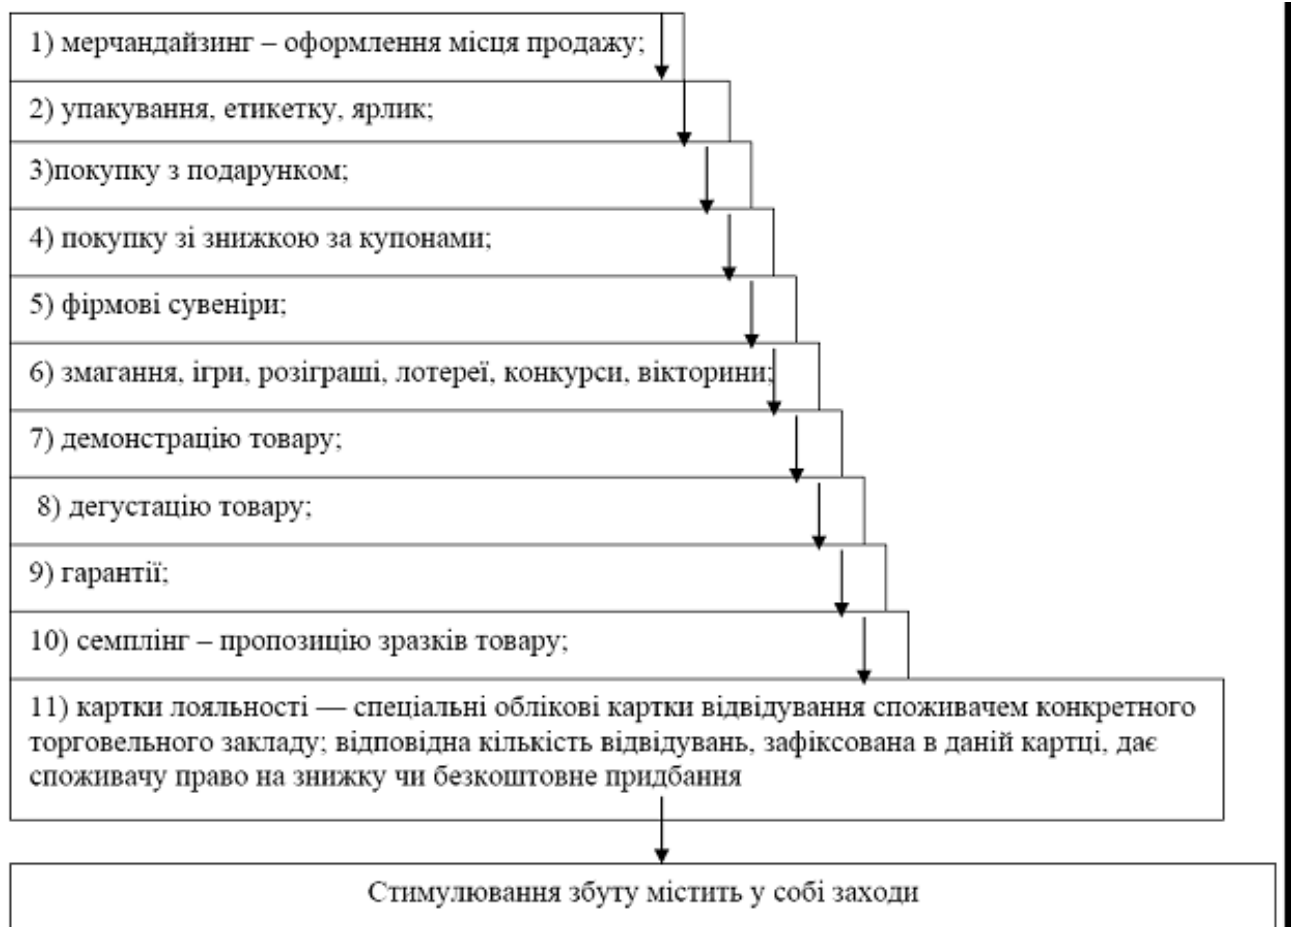 1) мерчандайзинг – оформлення місця продажу;
2) упакування, етикетку, ярлик;
3)покупку з подарунком;
4) покупку зі знижкою за купонами;
5) фірмові сувеніри;
6) змагання, ігри, розіграші, лотереї, конкурси, вікторини;
7) демонстрацію товару;
8) дегустацію товару;
9) гарантії;
10) семплінг – пропозицію зразків товару;
11) картки лояльності — спеціальні облікові картки відвідування споживачем конкретного
торговельного закладу; відповідна кількість відвідувань, зафіксована в даній картці, дає
споживачу право на знижку чи безкоштовне придбання
Стимулювання збуту містить у собі заходи